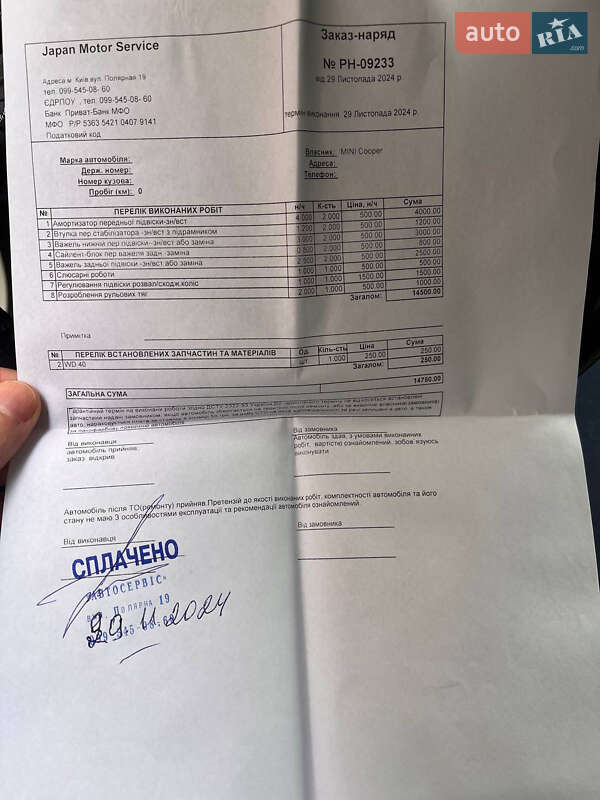 auto RIA .com
Japan Motor Service
Заказ-наряд
№ РН-09233
від 29 Листопада 2024 р.
Адреса м Київ вул. Полярная 19
тел. 099-545-08- 60
ЄДРПОУ , тел. 099-545-08- 60
Банк Приват-Банк МФО
МФО Р/Р 5363 5421 0407 9141
Податковий код
термін виконання 29 Листопада 2024 р.
Марка автомобіля:
Держ. номер:
Номер кузова:
Пробіг (км): 0
Власник: MINI Cooper
Адреса:
Телефон:
№ ПЕРЕЛІК ВИКОНАНИХ РОБІТ н/ч К-сть Ціна, н/ч Сума
1 Амортизатор передньої підвіски-зн/вст 4.000 2.000 500.00 4000.00
2 Втулка пер.стабілізатора -зн/вст з підрамником 1.200 2.000 500.00 1200.00
3 Важель нижни пер підвіски--зн/вст або заміна 3.000 2.000 500.00 3000.00
4 Сайлент-блок пер важеля задн. -заміна 0.800 2.000 500.00 800.00
5 Важель задньої підвіски -зн/вст або заміна 2.500 2.000 500.00 2500.00
6 Слюсарні роботи 1.000 1.000 500.00 500.00
7 Регулювання підвіски розвал/сходж.коліс 1.000 1.000 1500.00 1500.00
8 Розроблення рульових тяг 2.000 1.000 500.00 1000.00
Загалом: 14500.00
Примітка
№ ПЕРЕЛІК ВСТАНОВЛЕНИХ ЗАПЧАСТИН ТА МАТЕРІАЛІВ Од. Кіль-сть Ціна Сума
2 WD 40 шт 1.000 250.00 250.00
Загалом: 250.00
ЗАГАЛЬНА СУМА 14750.00
Від виконавця
автомобіль прийняв,
заказ відкрив
Від замовника
Автомобіль здав, з умовами виконавних
робіт, вартістю ознайомлений, зобов язуюсь
виконувати
Автомобіль після ТО(ремонту) прийняв.Претензій до якості виконаних робіт, комплектності автомобіля та його
стану не маю.З особливостями експлуатації та рекомендації автомобіля ознайомлений.
Від виконавця
Від замовника
СПЛАЧЕНО
"АВТОСЕРВІС"
вул. Полярна 19
099-545-08-60
29 11 2024